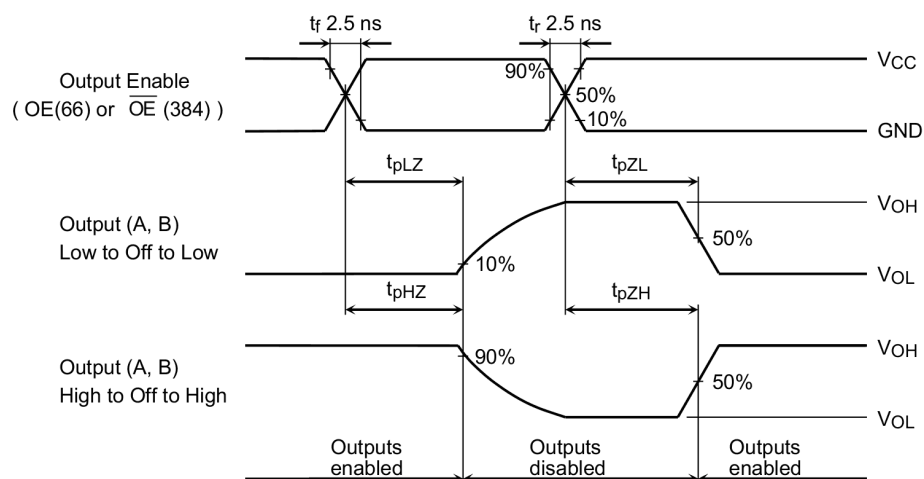 tf 2.5 ns
tr 2.5 ns
Output Enable
( OE(66) or OE (384) )
90%
50%
10%
VCC
GND
tpLZ
tpZL
Output (A, B)
Low to Off to Low
10%
50%
VOH
VOL
tpHZ
tpZH
Output (A, B)
High to Off to High
90%
50%
VOH
VOL
Outputs
enabled
Outputs
disabled
Outputs
enabled